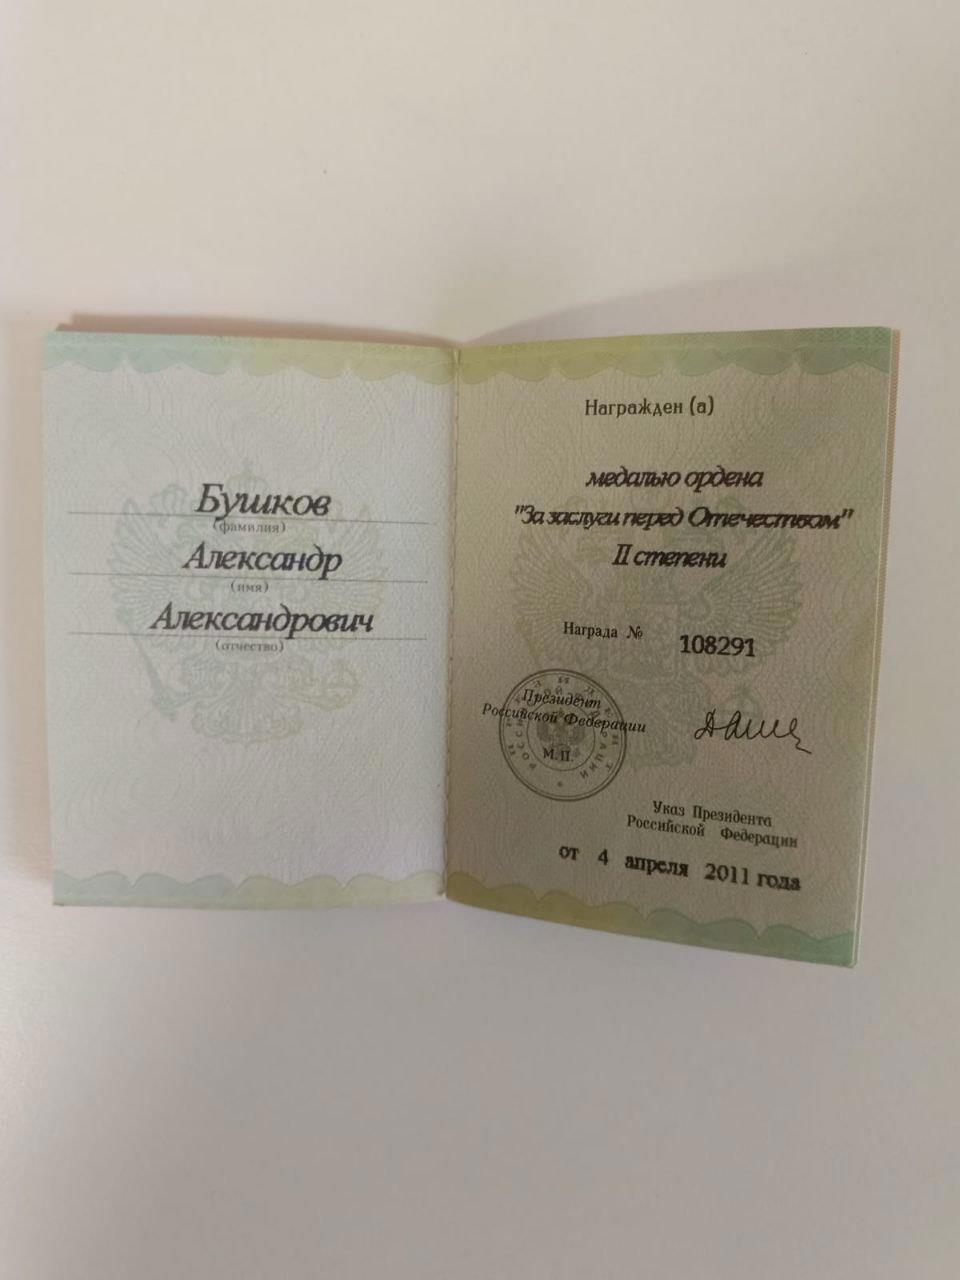 Бушков
(фамилия)
Александр
(имя)
Александрович
(отчество)
Награжден (а)
медалью ордена
"За заслуги перед Отечеством"
II степени
Награда № 108291
Президент
Российской Федерации
М. П.
Указ Президента
Российской Федерации
от 4 апреля 2011 года